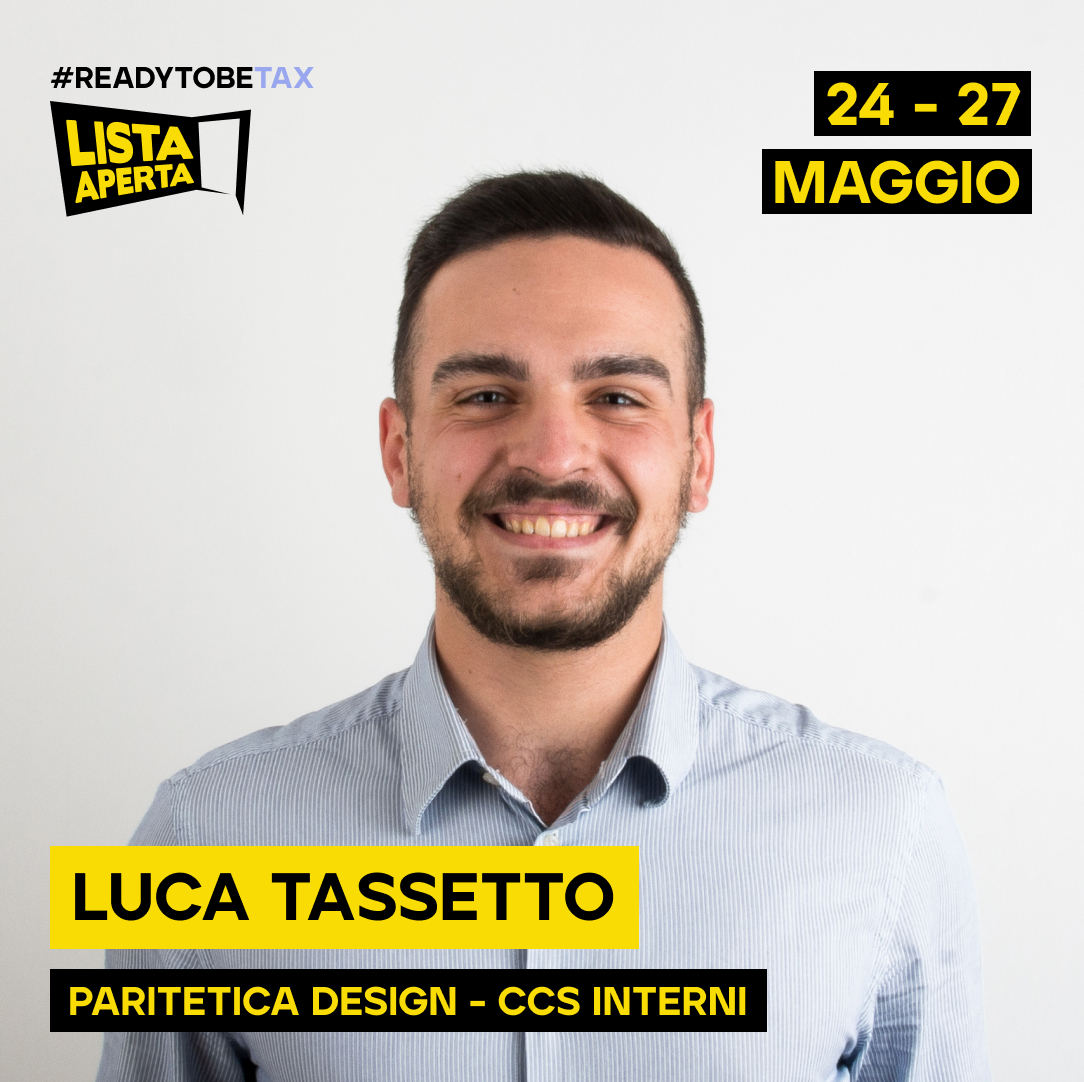 #READYTOBETAX
LISTA
APERTA
24 - 27
MAGGIO
LUCA TASSETTO
PARITETICA DESIGN - CCS INTERNI